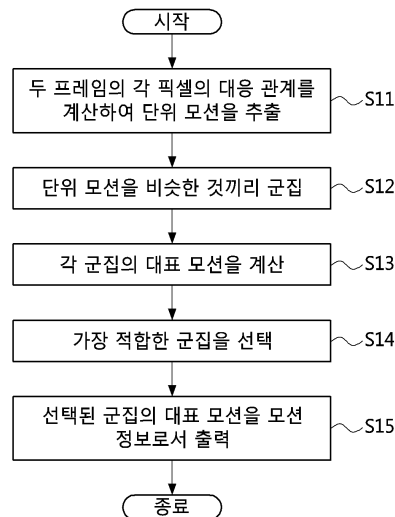 시작
두 프레임의 각 픽셀의 대응 관계를
계산하여 단위 모션을 추출
S11
단위 모션을 비슷한 것끼리 군집
S12
각 군집의 대표 모션을 계산
S13
가장 적합한 군집을 선택
S14
선택된 군집의 대표 모션을 모션
정보로서 출력
S15
종료